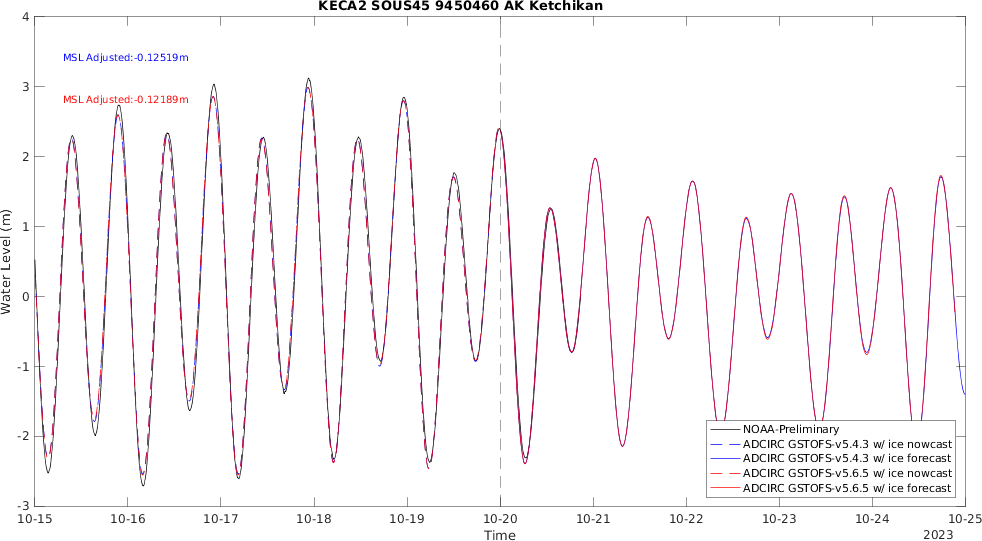 KECA2 SOUS45 9450460 AK Ketchikan
4
MSL Adjusted:-0.12519m
3
MSL Adjusted:-0.12189m
2
1
Water Level (m)
0
-1
-2
NOAA-Preliminary
ADCIRC GSTOFS-v5.4.3 w/ ice nowcast
ADCIRC GSTOFS-v5.4.3 w/ ice forecast
ADCIRC GSTOFS-v5.6.5 w/ ice nowcast
ADCIRC GSTOFS-v5.6.5 w/ ice forecast
-3
10-15 10-16 10-17 10-18 10-19 10-20 10-21 10-22 10-23 10-24 10-25
Time
2023